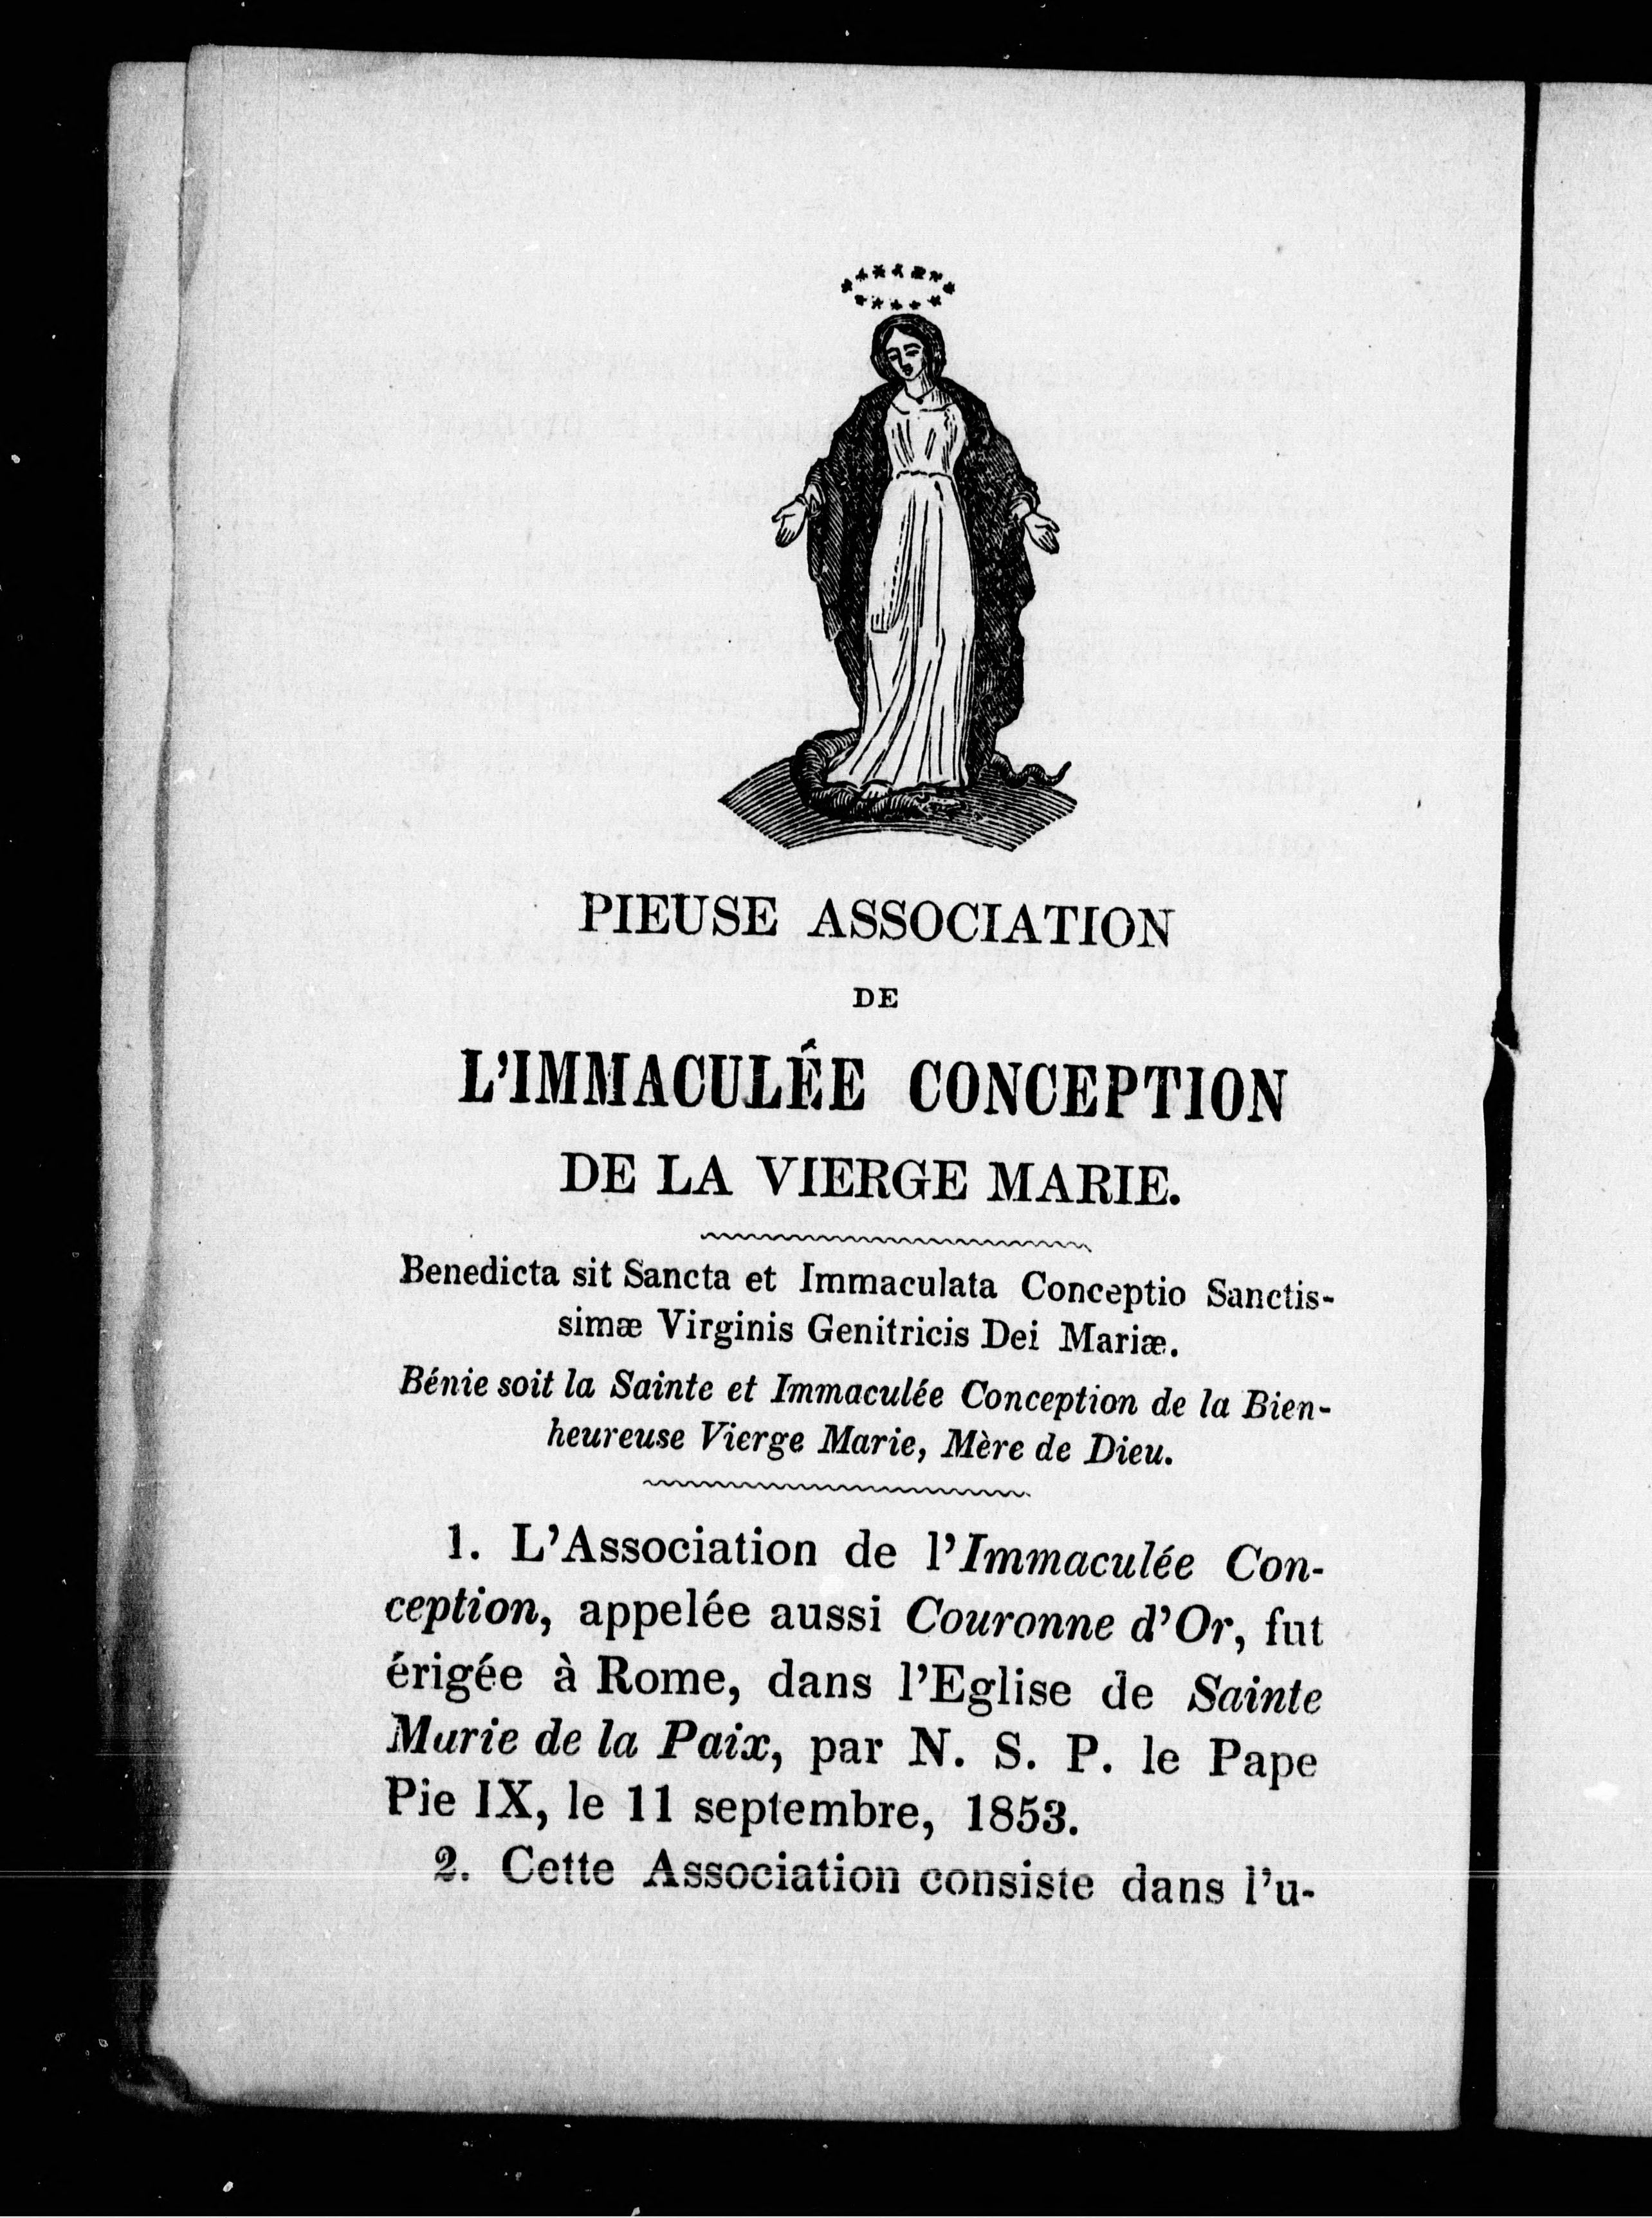 PIEUSE ASSOCIATION
DE
L'IMMACULÉE CONCEPTION
DE LA VIERGE MARIE.
Benedicta sit Sancta et Immaculata Conceptio Sanctis-
simæ Virginis Genitricis Dei Mariæ.
Bénie soit la Sainte et Immaculée Conception de la Bien-
heureuse Vierge Marie, Mère de Dieu.
1. L'Association de l'Immaculée Con-
ception, appelée aussi Couronne d'Or, fut
érigée à Rome, dans l'Eglise de Sainte
Marie de la Paix, par N. S. P. le Pape
Pie IX, le 11 septembre, 1853.
2. Cette Association consiste dans l'u-